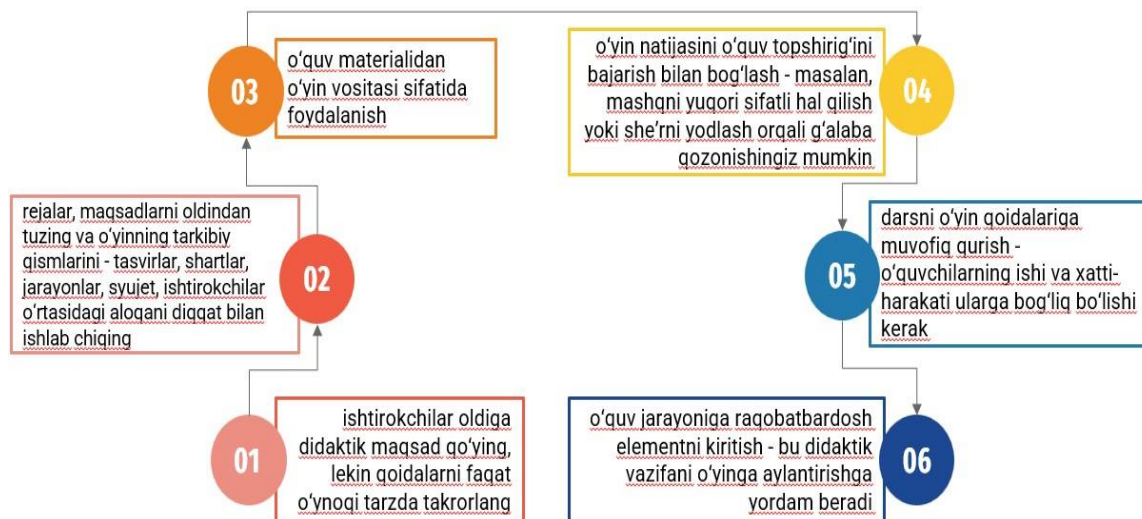 01
ishtirokchilar oldiga
didaktik maqsad qo‘ying,
lekin qoidalarni faqat
o‘ynoqi tarzda takrorlang
02
rejalar, maqsadlarni oldindan
tuzing va o‘yinning tarkibiy
qismlarini - tasvirlar, shartlar,
jarayonlar, syujet, ishtirokchilar
o‘rtasidagi aloqani diqqat bilan
ishlab chiqing
03
o‘quv materialidan
o‘yin vositasi sifatida
foydalanish
04
o‘yin natijasini o‘quv topshirig‘ini
bajarish bilan bog‘lash - masalan,
mashqni yuqori sifatli hal qilish
yoki she’rni yodlash orqali g‘alaba
qozonishingiz mumkin
05
darsni o‘yin qoidalariga
muvofiq qurish -
o‘quvchilarning ishi va xatti-
harakati ularga bog‘liq bo‘lishi
kerak
06
o‘quv jarayoniga raqobatbardosh
elementni kiritish - bu didaktik
vazifani o‘yinga aylantirishga
yordam beradi